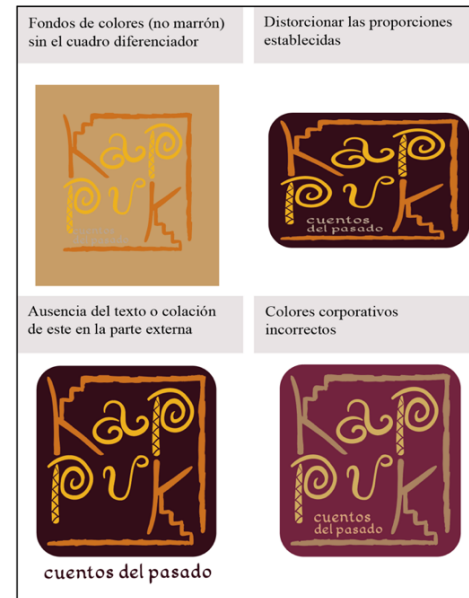 Fondos de colores (no marrón)
sin el cuadro diferenciador
Distorcionar las proporciones
establecidas
Kap
puk
Kap
puk
cuentos
del pasado
Ausencia del texto o colación
de este en la parte externa
Colores corporativos
incorrectos
Kap
puk
cuentos del pasado
Kap
puk
cuentos
del pasado